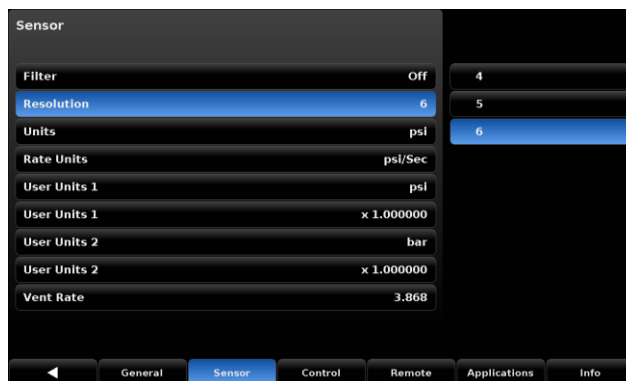 Sensor
Filter Off
Resolution 6
Units psi
Rate Units psi/Sec
User Units 1 psi
User Units 1 x 1.000000
User Units 2 bar
User Units 2 x 1.000000
Vent Rate 3.868
4
5
6
General Sensor Control Remote Applications Info